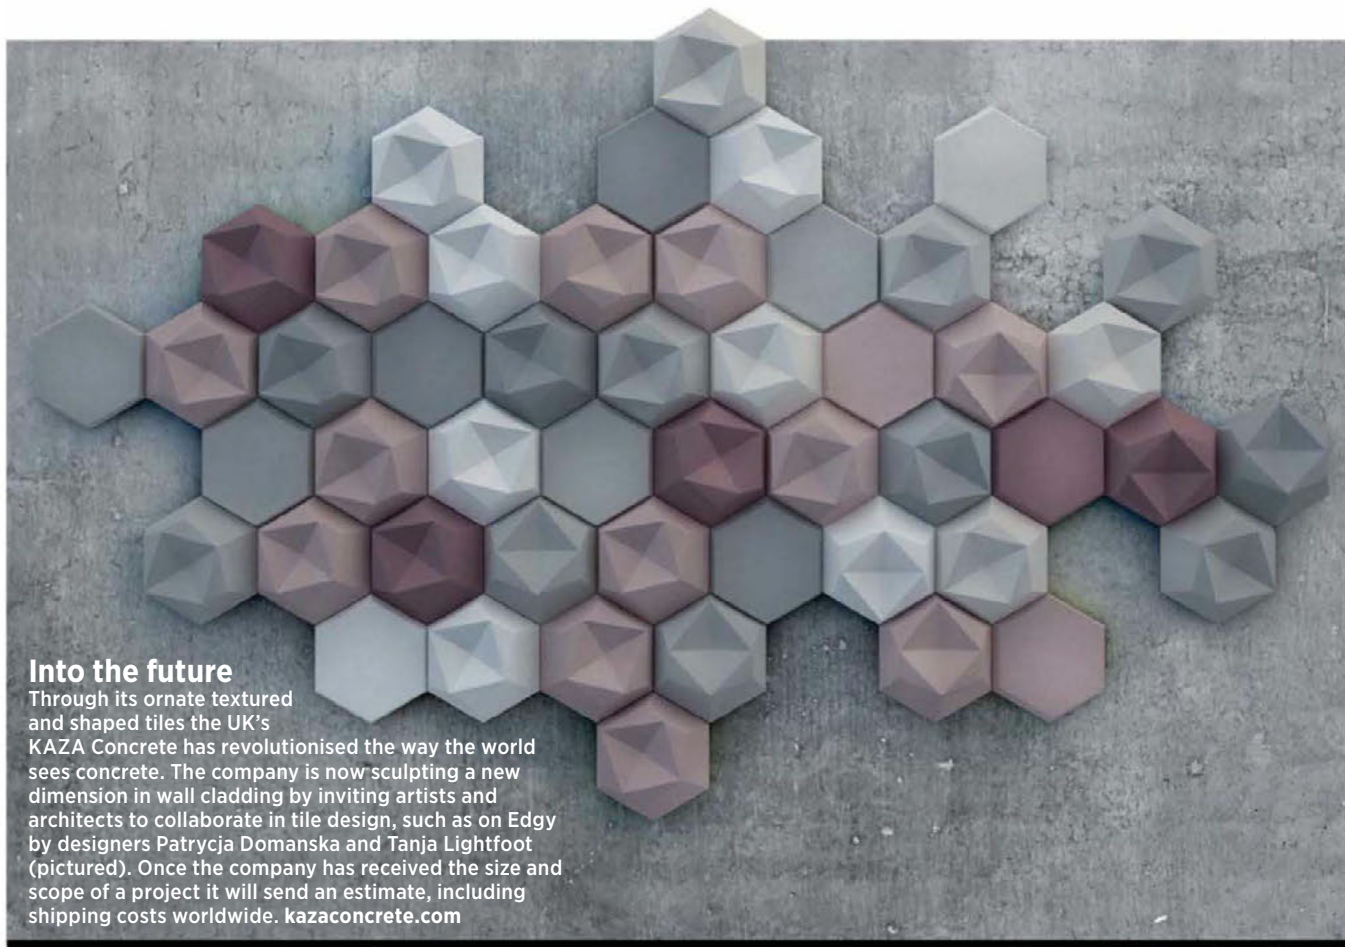 Into the future
Through its ornate textured
and shaped tiles the UK's
KAZA Concrete has revolutionised the way the world
sees concrete. The company is now sculpting a new
dimension in wall cladding by inviting artists and
architects to collaborate in tile design, such as on Edgy
by designers Patrycja Domanska and Tanja Lightfoot
(pictured). Once the company has received the size and
scope of a project it will send an estimate, including
shipping costs worldwide. kazaconcrete.com